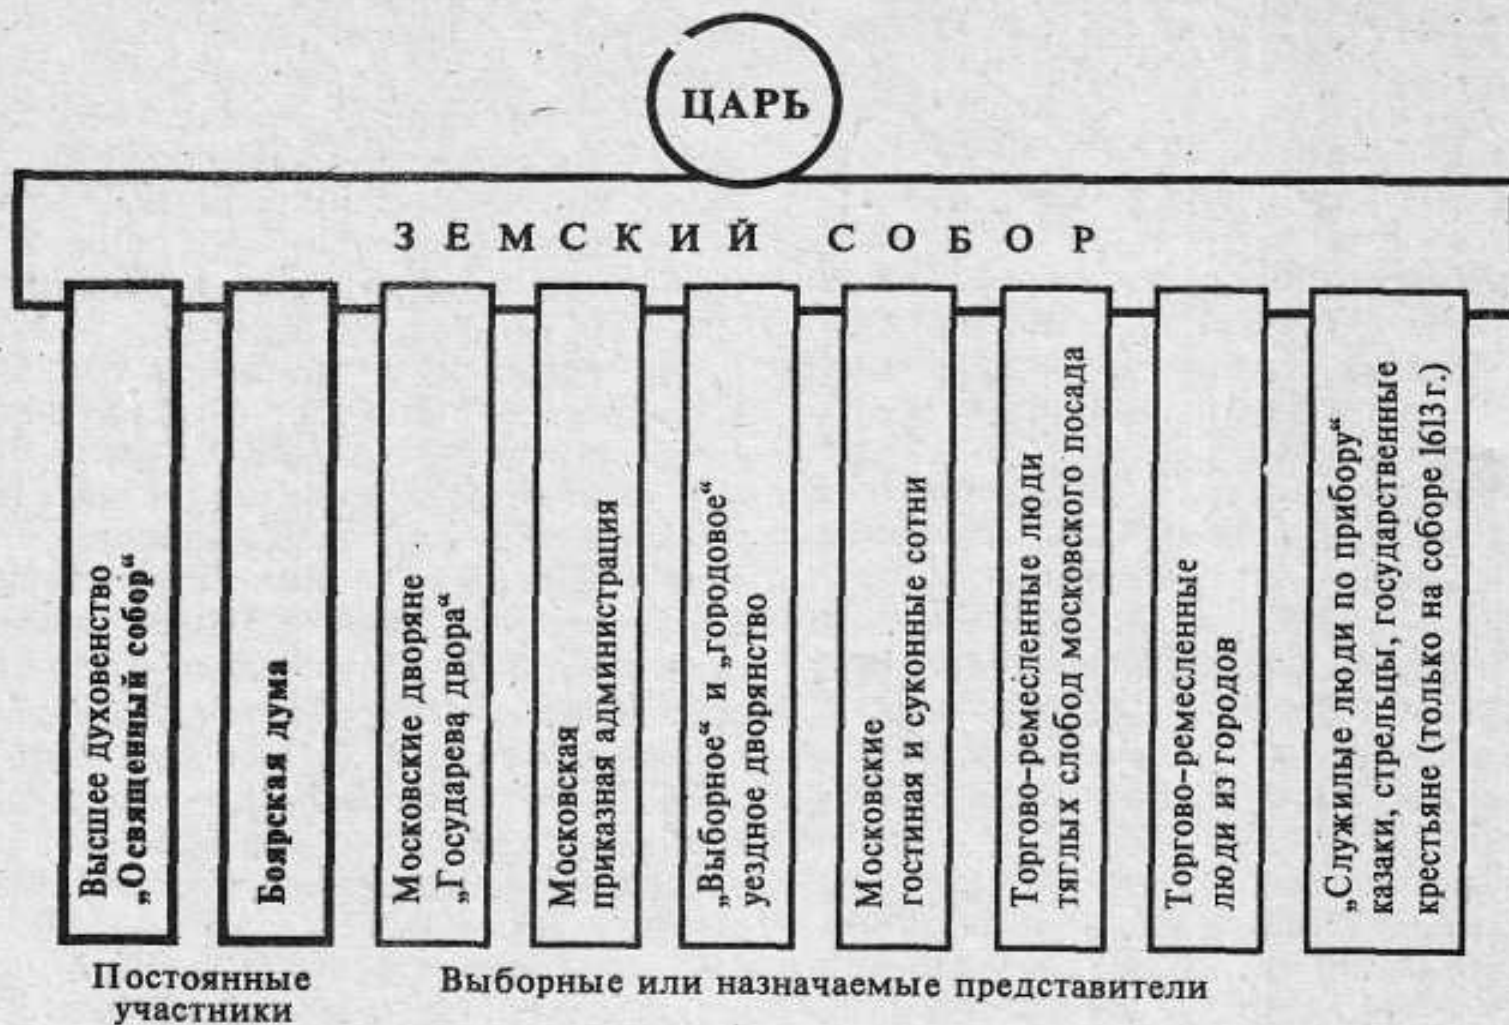 ЦАРЬ
ЗЕМСКИЙ СОБОР
Высшее духовенство
„Освященный собор“
Боярская дума
Московские дворяне
„Государева двора“
Московская
приказная администрация
„Выборное“ и „городовое“
уездное дворянство
Московские
гостиная и суконные сотни
Торгово-ремесленные люди
тяглых слобод московского посада
Торгово-ремесленные
люди из городов
„Служилые люди по прибору“
казаки, стрельцы, государственные
крестьяне (только на соборе 1613 г.)
Постоянные
участники
Выборные или назначаемые представители